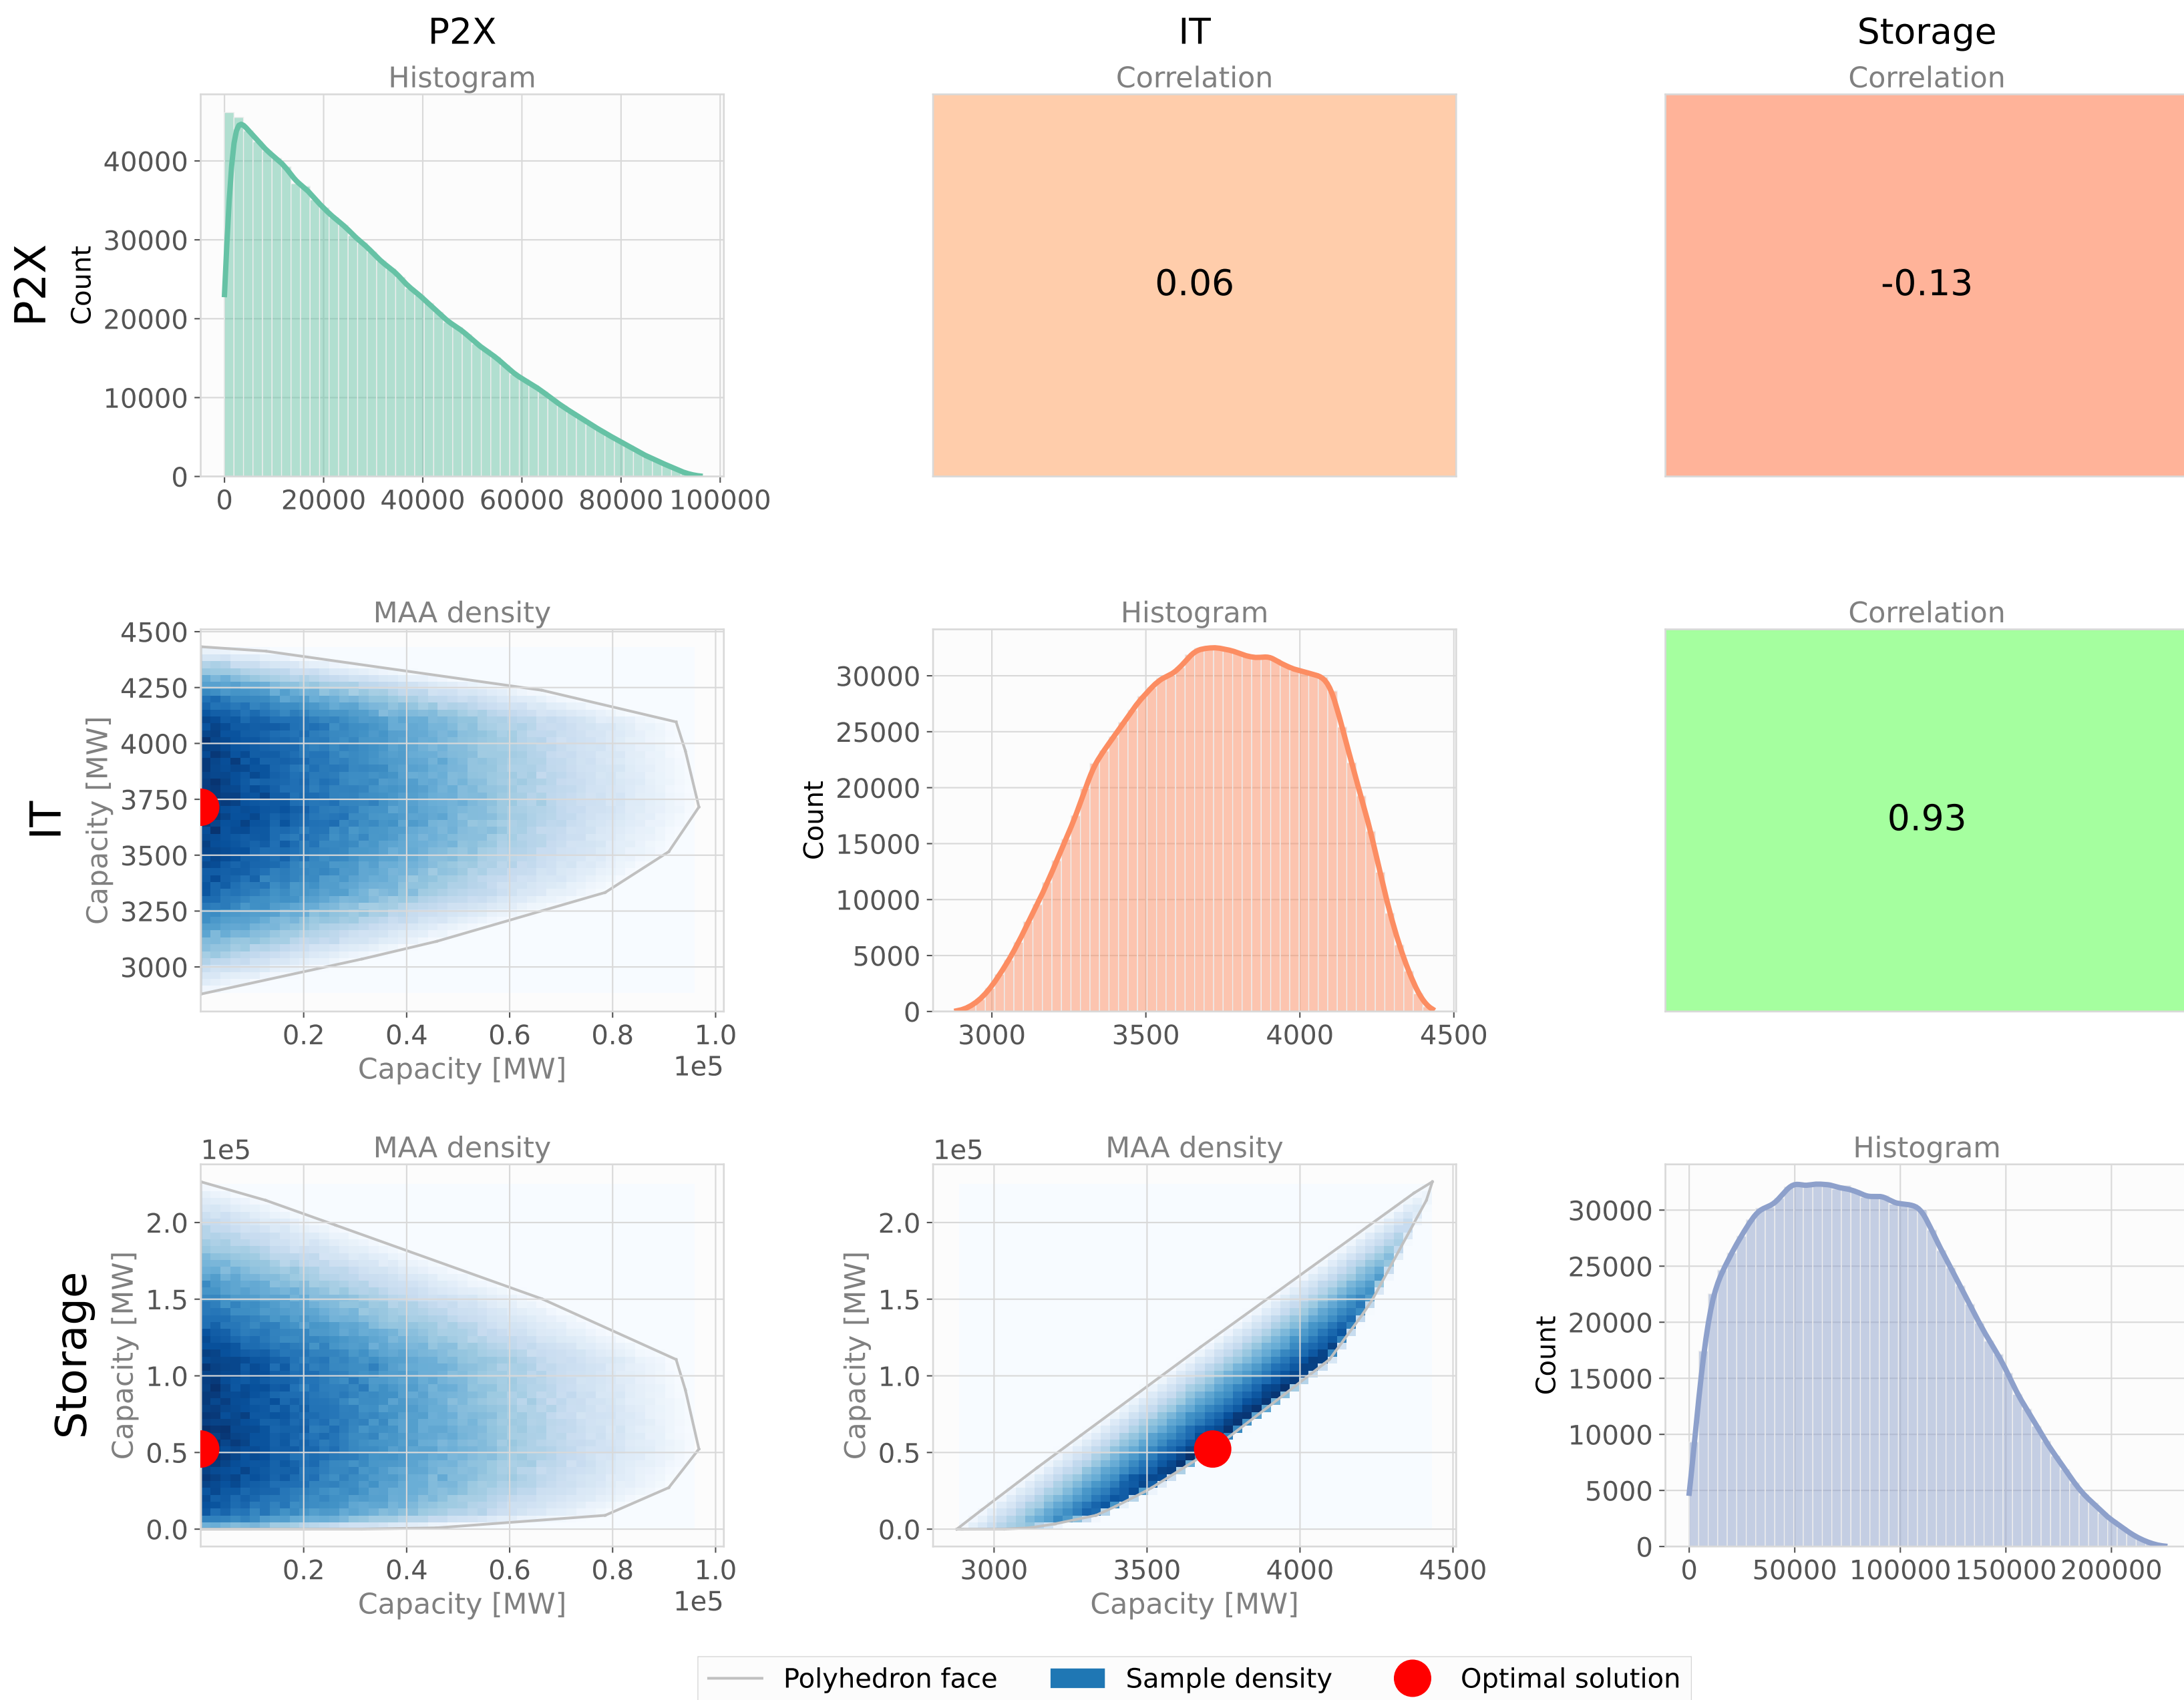 P2X
IT
Storage
Histogram
Correlation
Correlation
P2X
Count
40000
30000
20000
10000
0
0
20000
40000
60000
80000
100000
0.06
-0.13
MAA density
Histogram
Correlation
IT
Capacity [MW]
4500
4250
4000
3750
3500
3250
3000
0.2
0.4
0.6
0.8
1.0
1e5
Capacity [MW]
Count
30000
25000
20000
15000
10000
5000
0
3000
3500
4000
4500
0.93
Storage
1e5
MAA density
Capacity [MW]
2.0
1.5
1.0
0.5
0.0
0.2
0.4
0.6
0.8
1.0
1e5
Capacity [MW]
1e5
MAA density
Capacity [MW]
2.0
1.5
1.0
0.5
0.0
3000
3500
4000
4500
Capacity [MW]
Histogram
Count
30000
25000
20000
15000
10000
5000
0
0
50000
100000
150000
200000
Polyhedron face
Sample density
Optimal solution